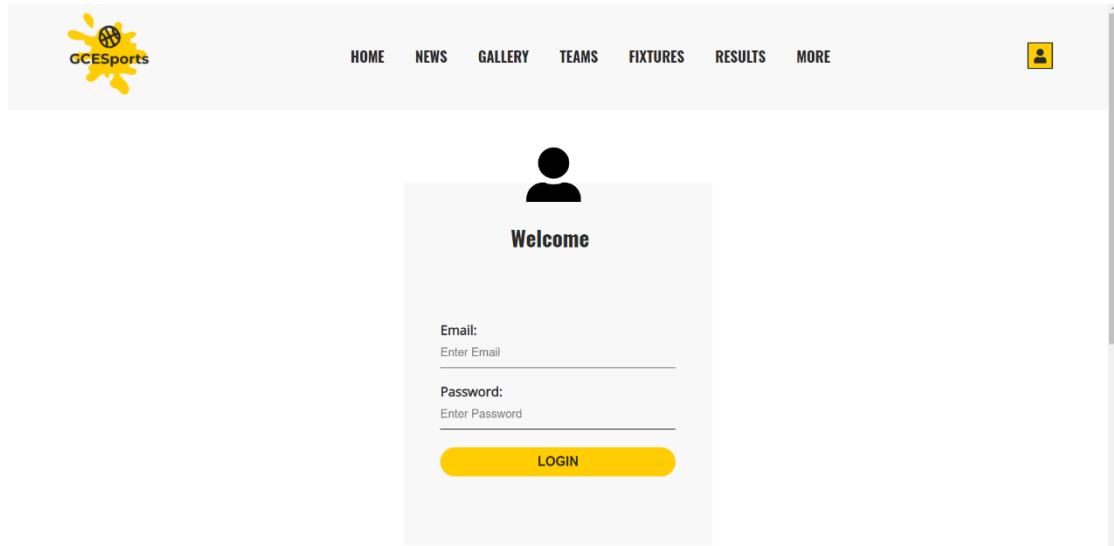 GCESports
HOME NEWS GALLERY TEAMS FIXTURES RESULTS MORE
Welcome
Email:
Enter Email
Password:
Enter Password
LOGIN